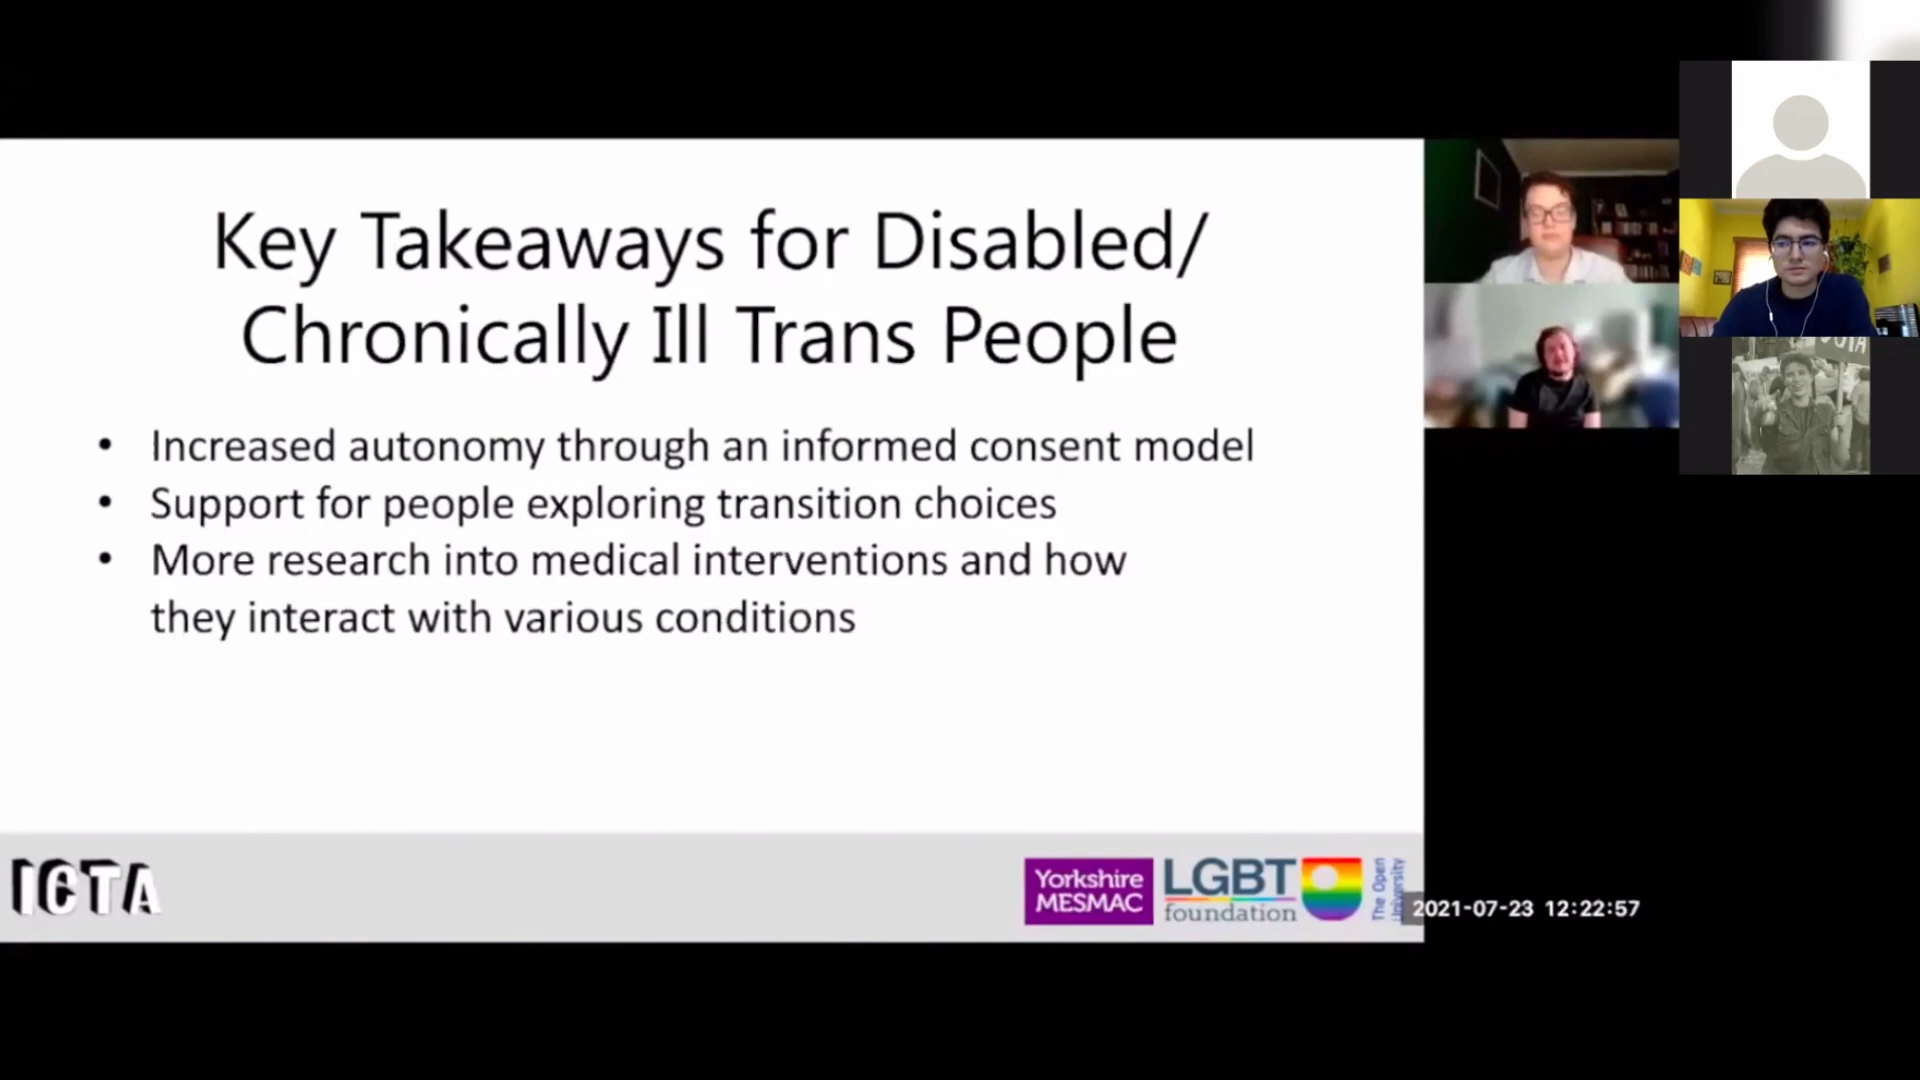 Key Takeaways for Disabled/
Chronically Ill Trans People
• Increased autonomy through an informed consent model
• Support for people exploring transition choices
• More research into medical interventions and how
they interact with various conditions
ICTA
Yorkshire
MESMAC
LGBT
foundation
The Open
University
2021-07-23 12:22:57